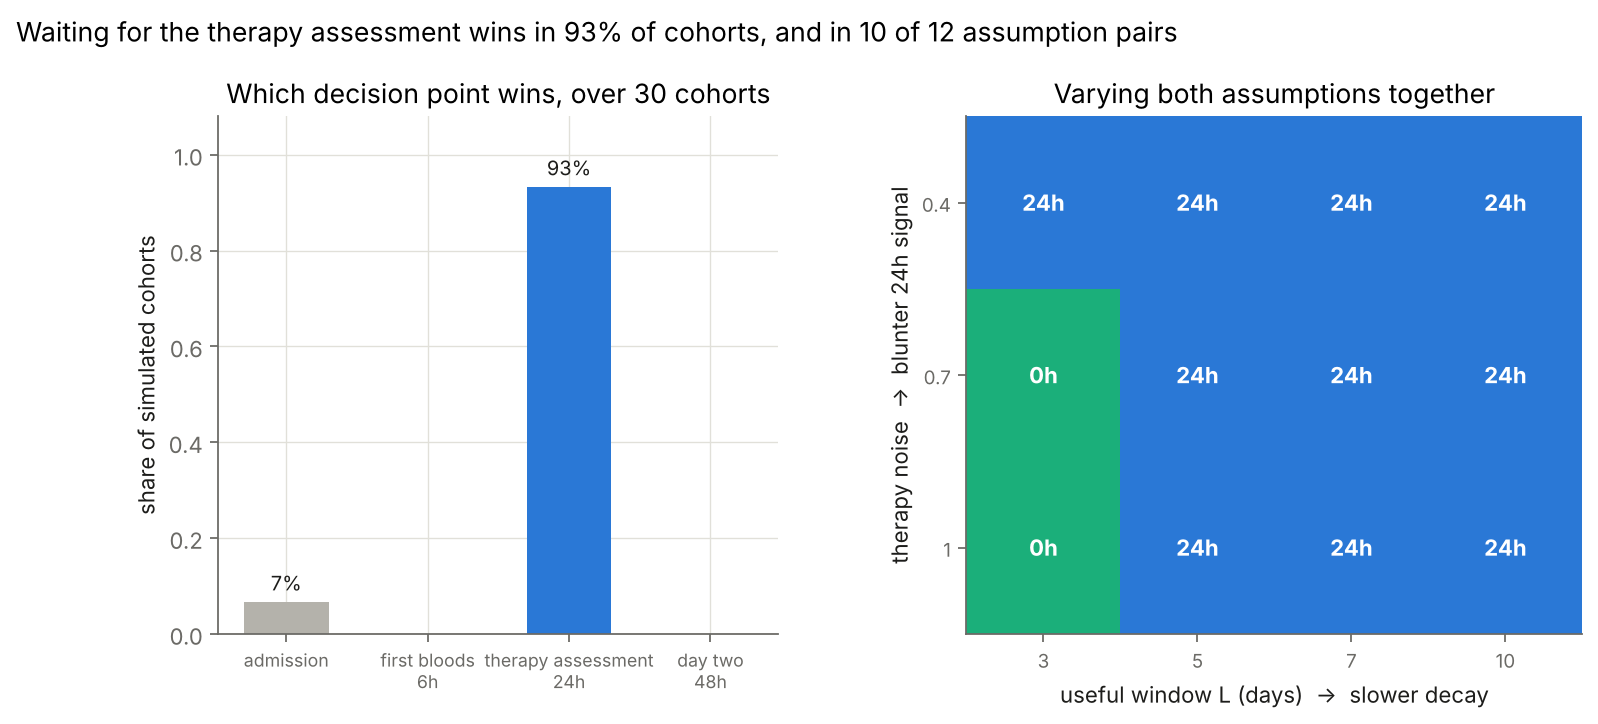 Waiting for the therapy assessment wins in 93% of cohorts, and in 10 of 12 assumption pairs
Which decision point wins, over 30 cohorts
share of simulated cohorts
1.0
0.8
0.6
0.4
0.2
0.0
7%
93%
admission
first bloods
6h
therapy assessment
24h
day two
48h
Varying both assumptions together
therapy noise → blunter 24h signal
0.4
0.7
1
24h 24h 24h 24h
0h 24h 24h 24h
0h 24h 24h 24h
3 5 7 10
useful window L (days) → slower decay